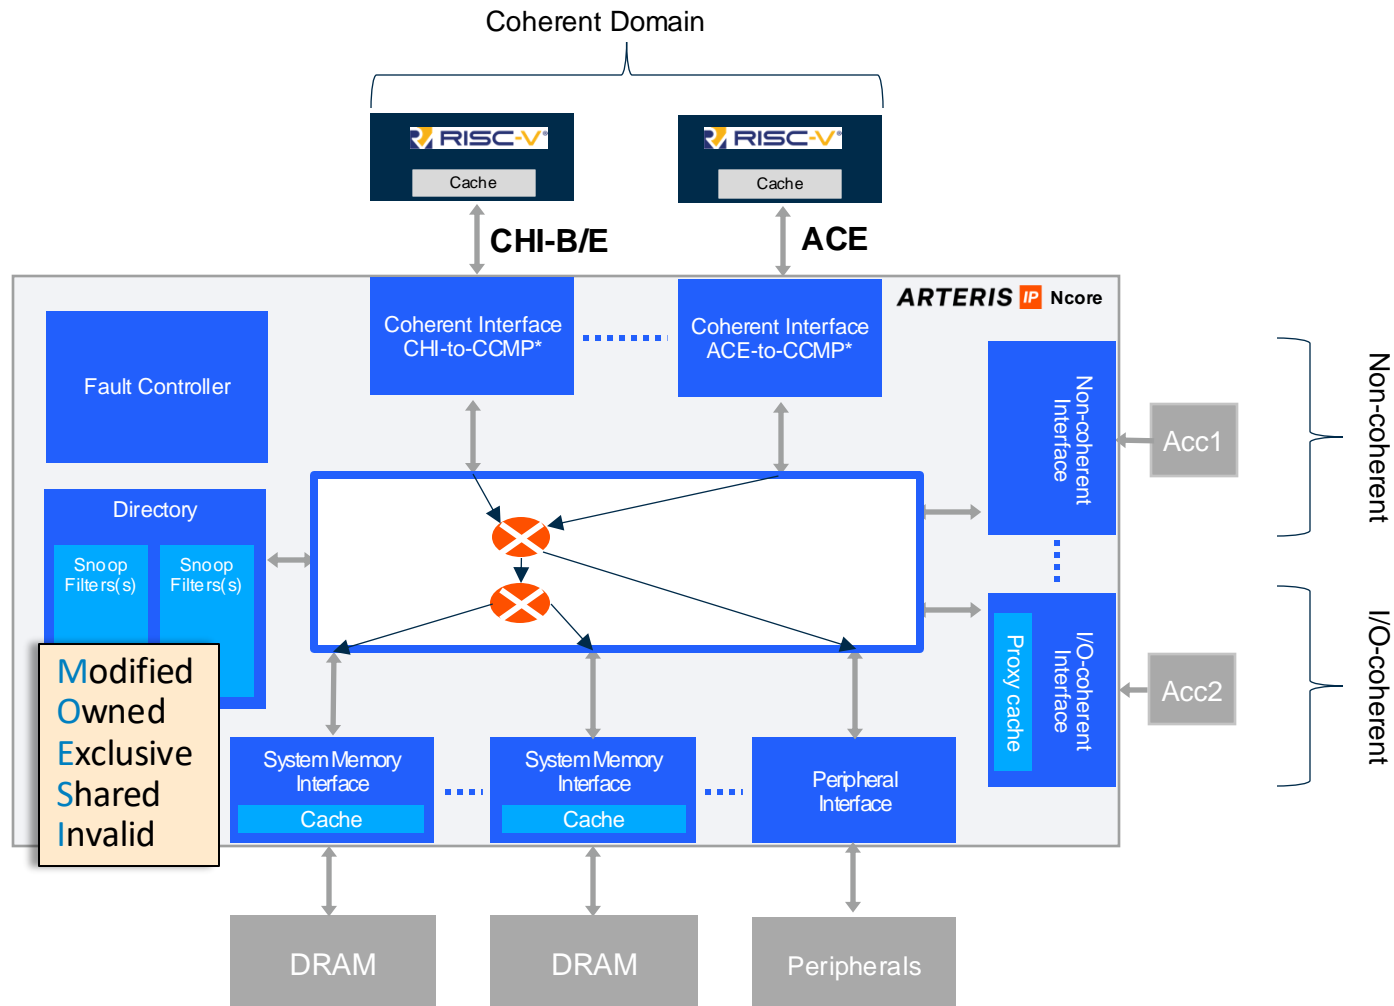 Coherent Domain
RISC-V®
RISC-V®
Cache
Cache
CHI-B/E
ACE
ARTERIS IP Ncore
Coherent Interface
CHI-to-CCMP*
Coherent Interface
ACE-to-CCMP*
Fault Controller
Non-coherent
Interface
Acc1
Non-coherent
Directory
Snoop
Filters(s)
Snoop
Filters(s)
I/O-coherent
Interface
Proxy cache
Acc2
I/O-coherent
Modified
Owned
Exclusive
Shared
Invalid
System Memory
Interface
Cache
System Memory
Interface
Cache
Peripheral
Interface
DRAM
DRAM
Peripherals